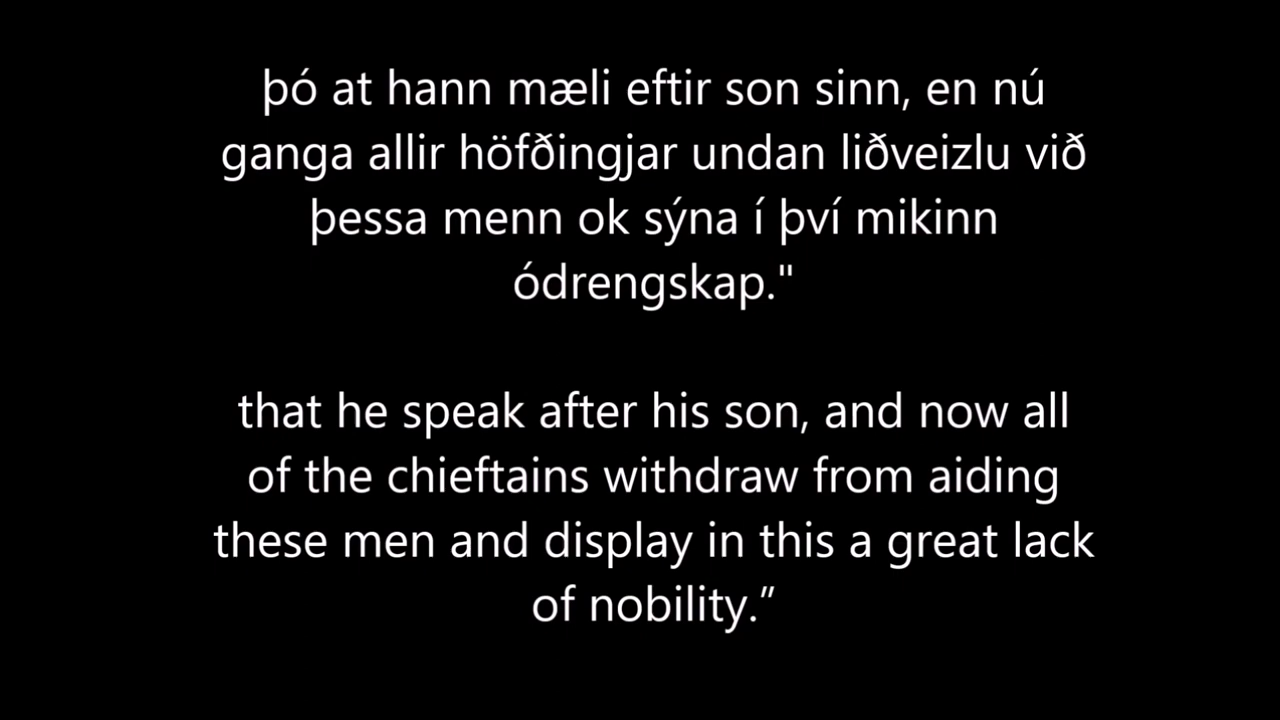 þó at hann mæli eftir son sinn, en nú
ganga allir höfðingjar undan liðveizlu við
þessa menn ok sýna í því mikinn
ódrengskap."
that he speak after his son, and now all
of the chieftains withdraw from aiding
these men and display in this a great lack
of nobility.”